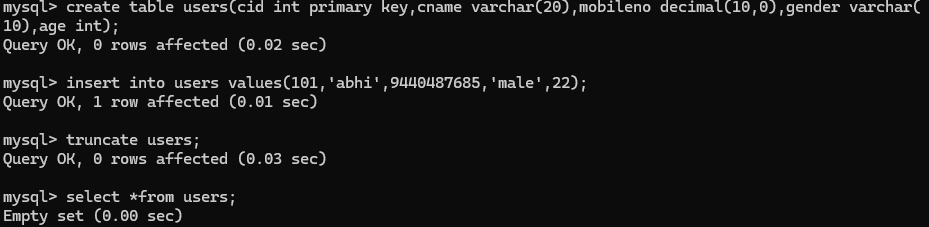 mysql> create table users(cid int primary key,cname varchar(20),mobileno decimal(10,0),gender varchar(
10),age int);
Query OK, 0 rows affected (0.02 sec)
mysql> insert into users values(101,'abhi',9440487685,'male',22);
Query OK, 1 row affected (0.01 sec)
mysql> truncate users;
Query OK, 0 rows affected (0.03 sec)
mysql> select *from users;
Empty set (0.00 sec)